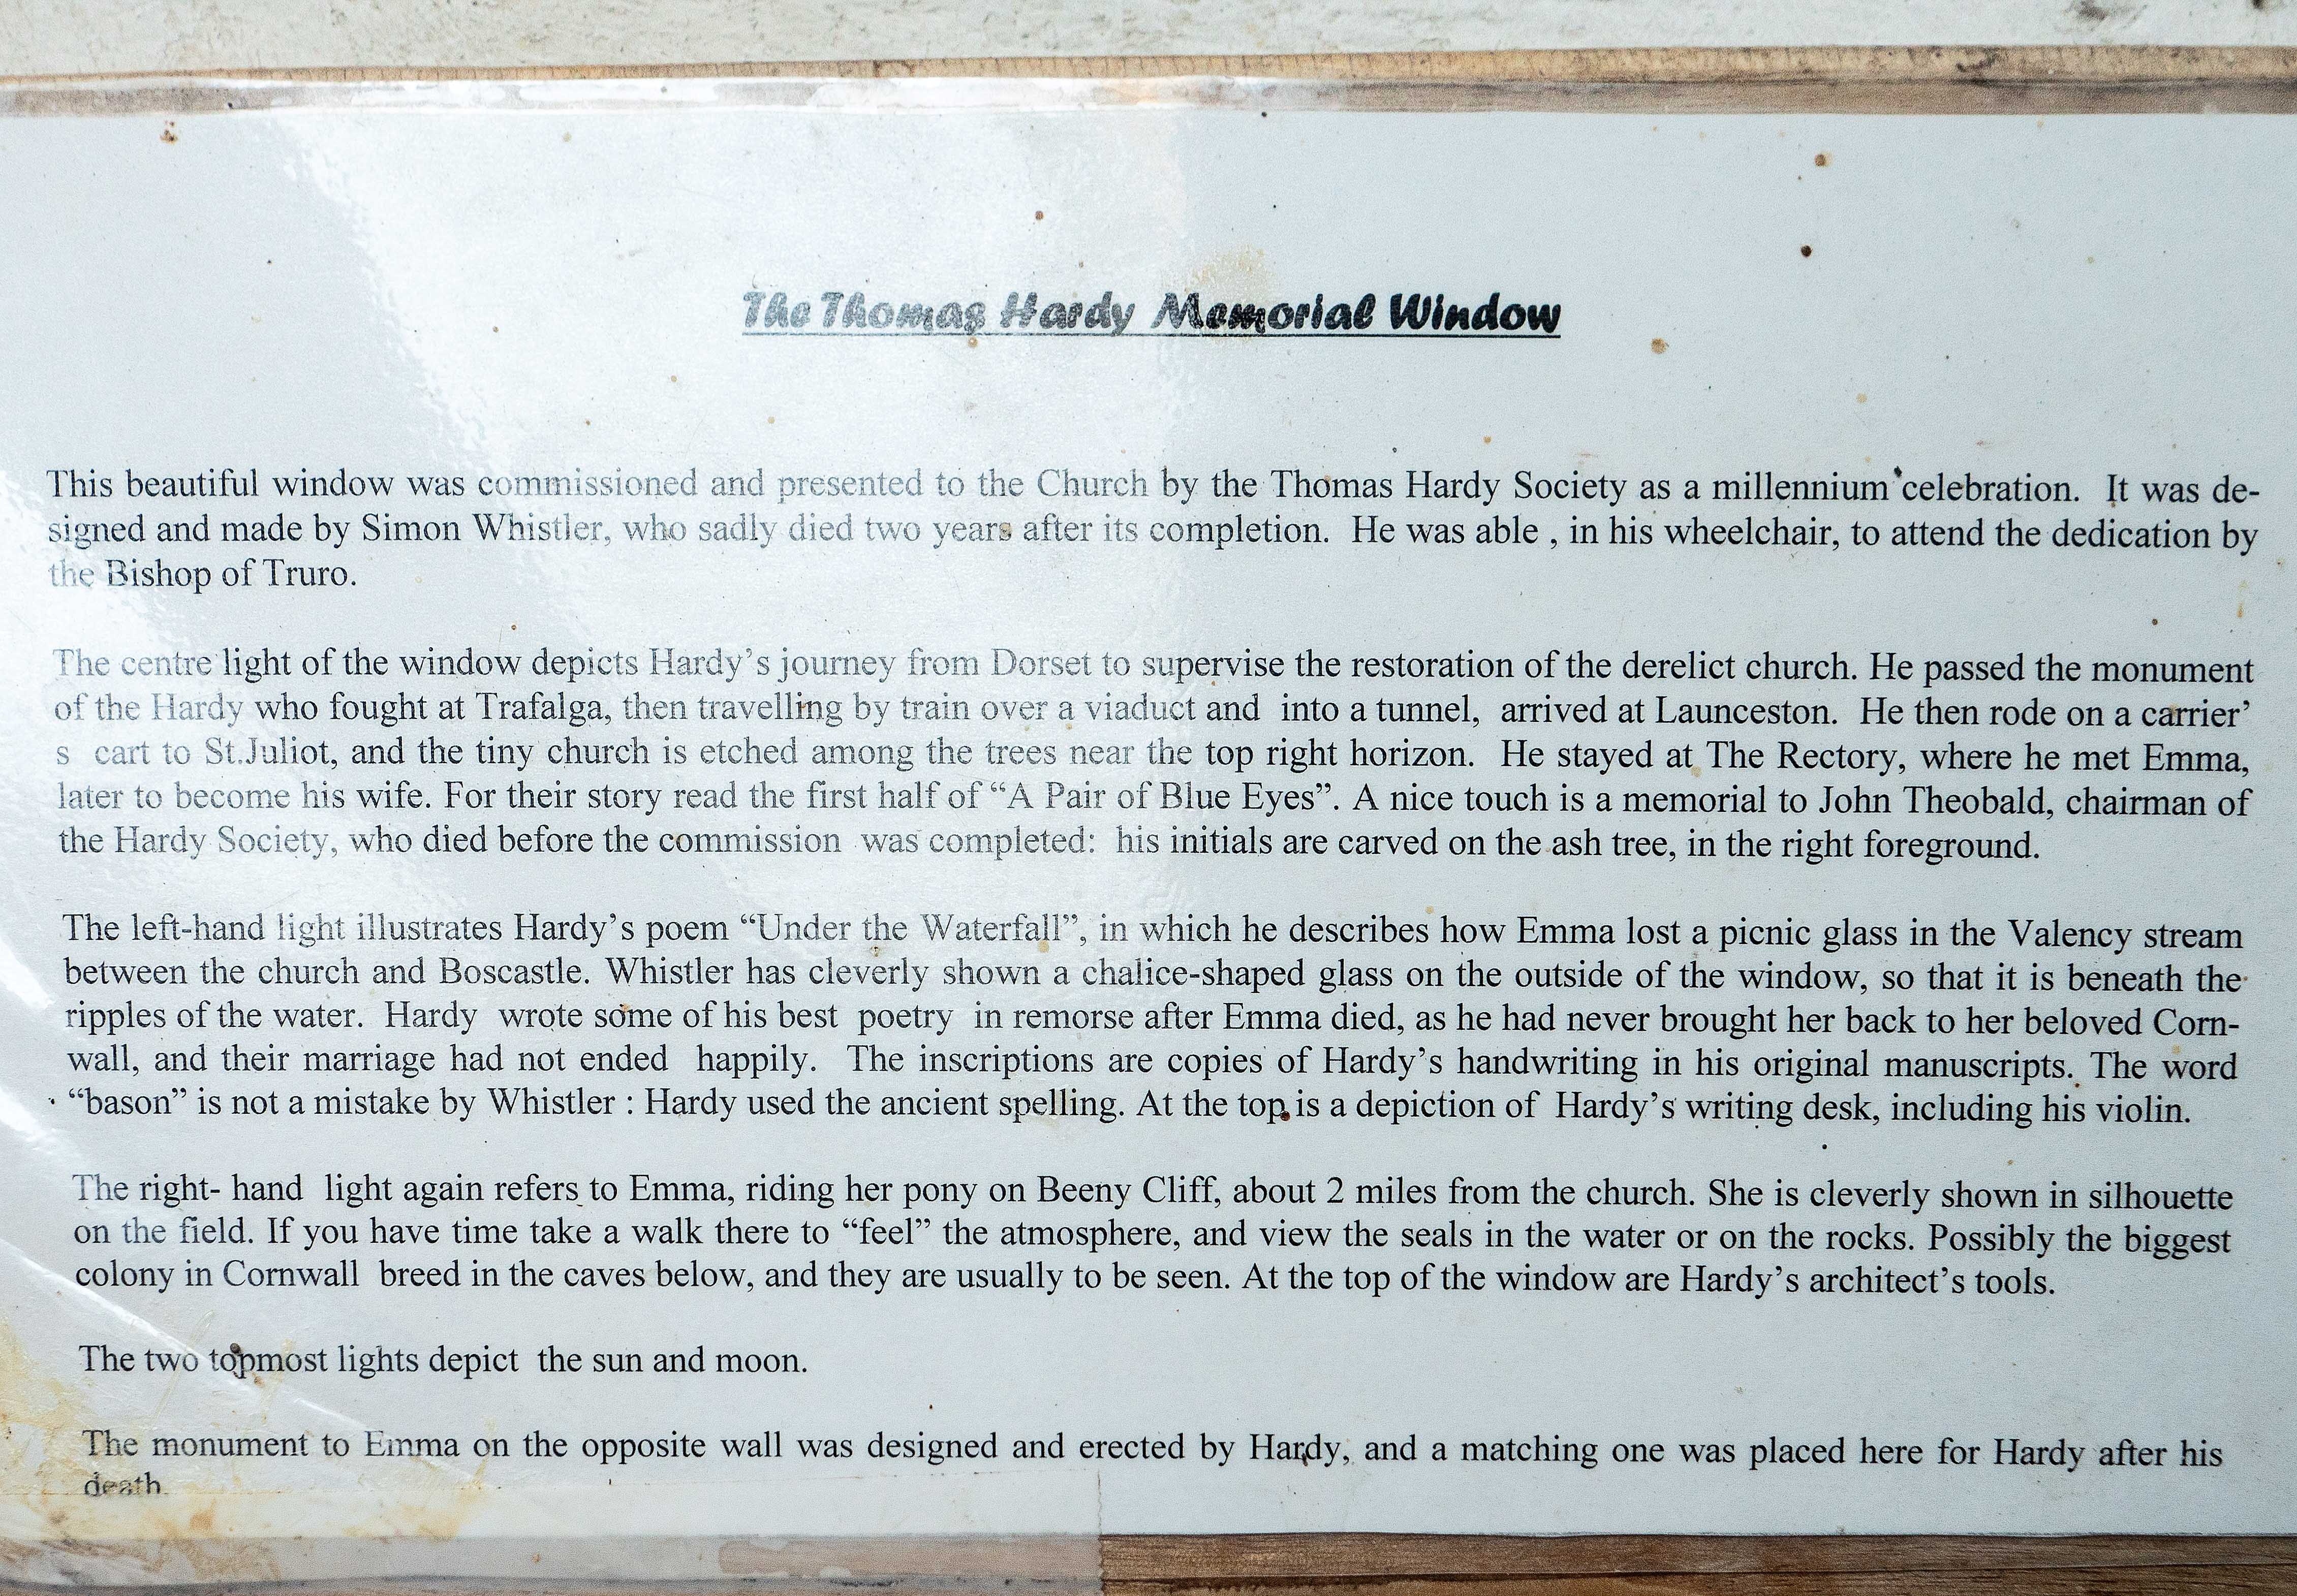 The Thomas Hardy Memorial Window
This beautiful window was commissioned and presented to the Church by the Thomas Hardy Society as a millennium celebration. It was de-
signed and made by Simon Whistler, who sadly died two years after its completion. He was able , in his wheelchair, to attend the dedication by
the Bishop of Truro.
The centre light of the window depicts Hardy's journey from Dorset to supervise the restoration of the derelict church. He passed the monument
of the Hardy who fought at Trafalga, then travelling by train over a viaduct and into a tunnel, arrived at Launceston. He then rode on a carrier'
s cart to St.Juliot, and the tiny church is etched among the trees near the top right horizon. He stayed at The Rectory, where he met Emma,
later to become his wife. For their story read the first half of “A Pair of Blue Eyes”. A nice touch is a memorial to John Theobald, chairman of
the Hardy Society, who died before the commission was completed: his initials are carved on the ash tree, in the right foreground.
The left-hand light illustrates Hardy's poem “Under the Waterfall”, in which he describes how Emma lost a picnic glass in the Valency stream
between the church and Boscastle. Whistler has cleverly shown a chalice-shaped glass on the outside of the window, so that it is beneath the
ripples of the water. Hardy wrote some of his best poetry in remorse after Emma died, as he had never brought her back to her beloved Corn-
wall, and their marriage had not ended happily. The inscriptions are copies of Hardy's handwriting in his original manuscripts. The word
“bason” is not a mistake by Whistler : Hardy used the ancient spelling. At the top is a depiction of Hardy's writing desk, including his violin.
The right- hand light again refers to Emma, riding her pony on Beeny Cliff, about 2 miles from the church. She is cleverly shown in silhouette
on the field. If you have time take a walk there to “feel” the atmosphere, and view the seals in the water or on the rocks. Possibly the biggest
colony in Cornwall breed in the caves below, and they are usually to be seen. At the top of the window are Hardy's architect's tools.
The two topmost lights depict the sun and moon.
The monument to Emma on the opposite wall was designed and erected by Hardy, and a matching one was placed here for Hardy after his
death.